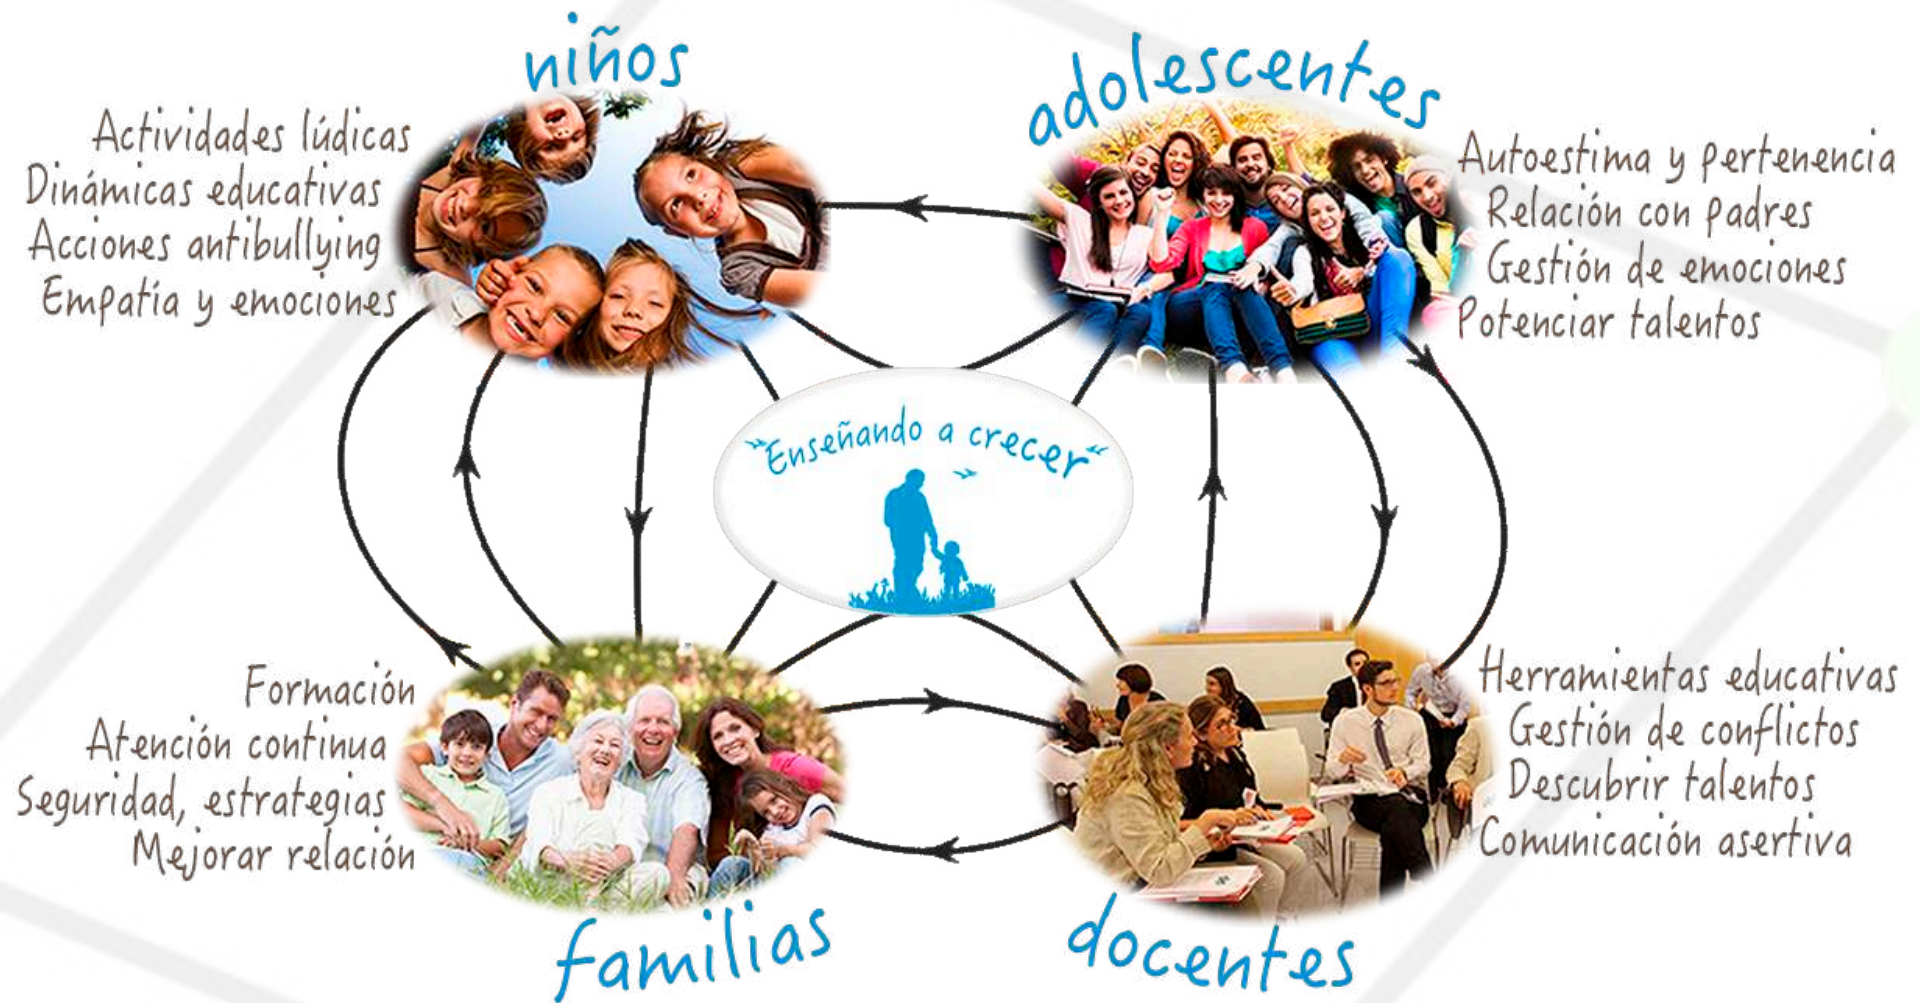 niños
Actividades lúdicas
Dinámicas educativas
Acciones antibullying
Empatía y emociones
adolescentes
Autoestima y pertenencia
Relación con padres
Gestión de emociones
Potenciar talentos
"Enseñando a crecer"
Formación
Atención continua
Seguridad, estrategias
Mejorar relación
familias
Herramientas educativas
Gestión de conflictos
Descubrir talentos
Comunicación asertiva
docentes